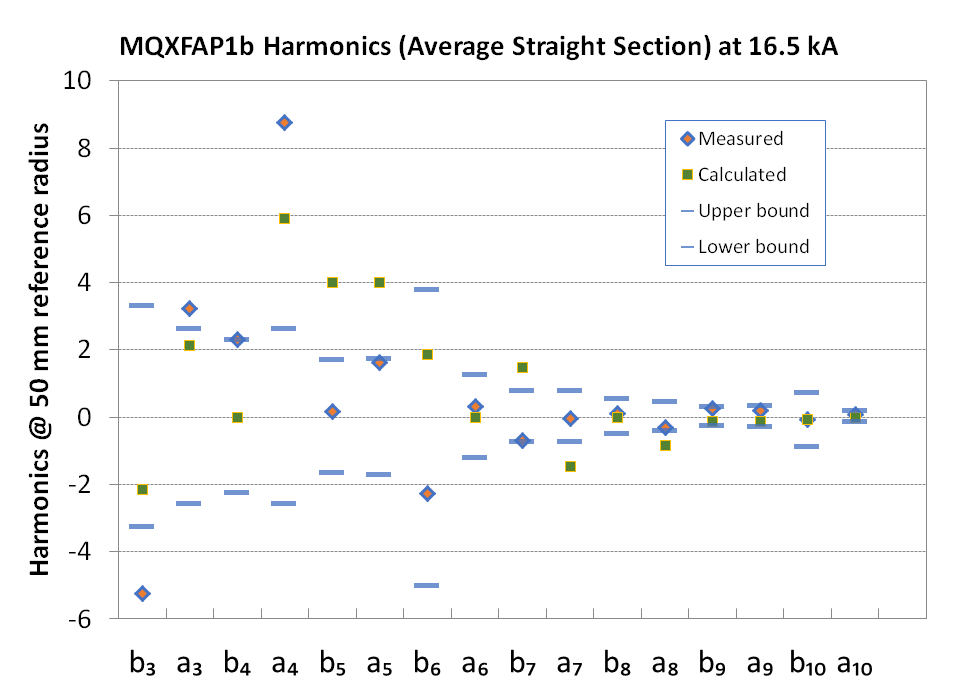 MQXFAP1b Harmonics (Average Straight Section) at 16.5 kA
Harmonics @ 50 mm reference radius
10
8
6
4
2
0
-2
-4
-6
Measured
Calculated
Upper bound
Lower bound
b₃ a₃ b₄ a₄ b₅ a₅ b₆ a₆ b₇ a₇ b₈ a₈ b₉ a₉ b₁₀ a₁₀